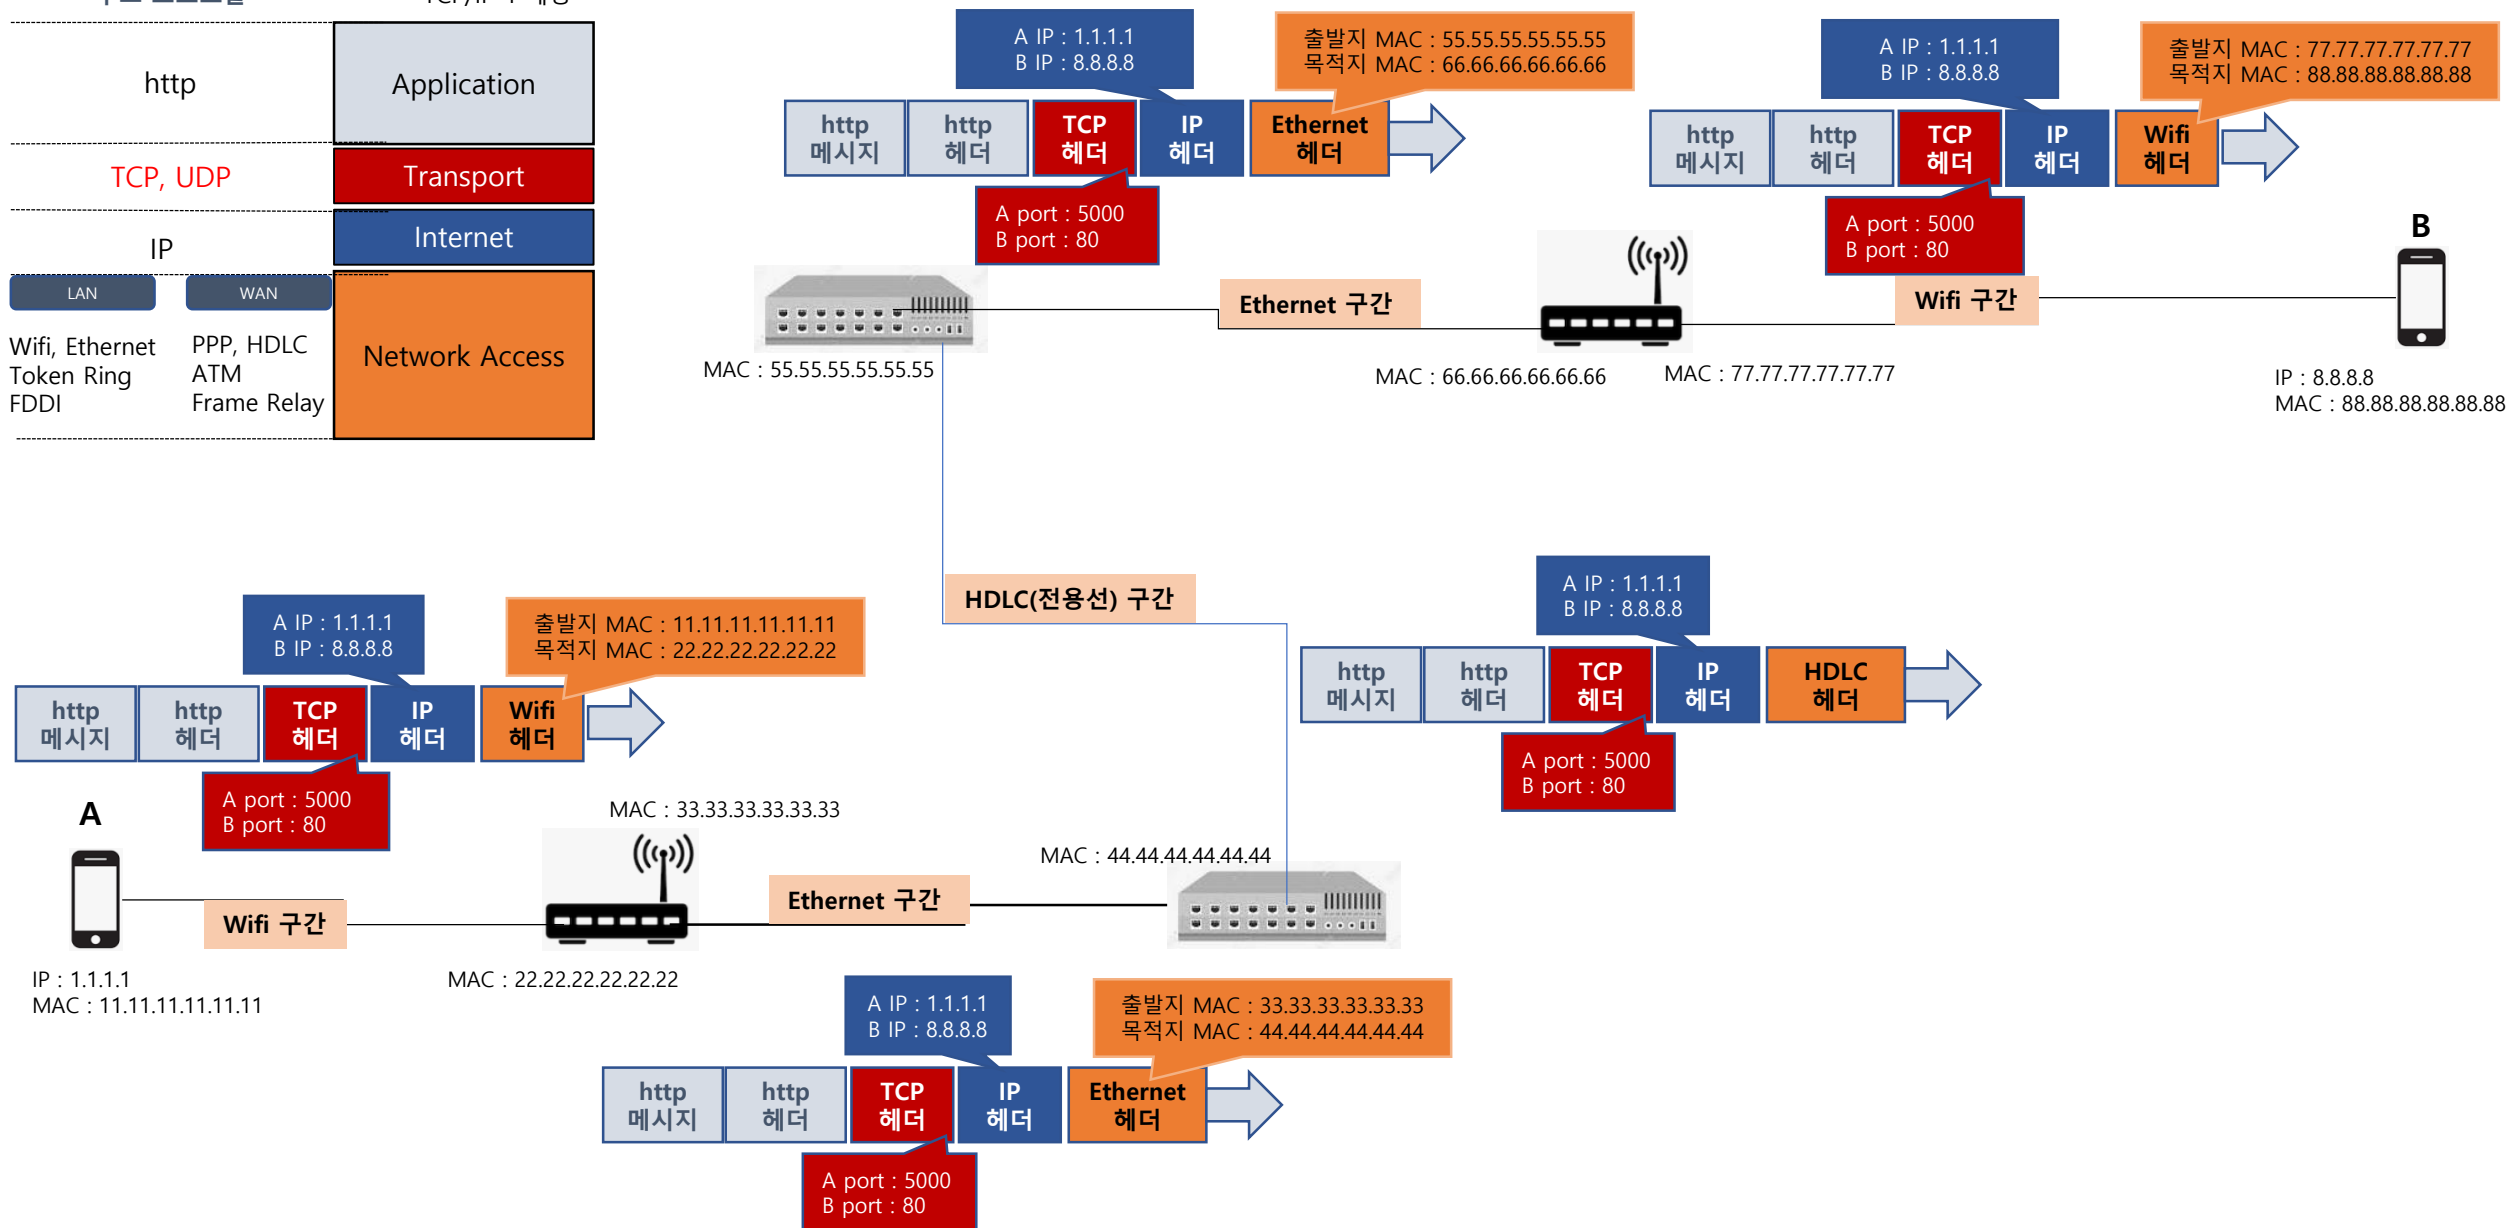 http
Application
TCP, UDP
Transport
IP
Internet
LAN
WAN
Wifi, Ethernet
Token Ring
FDDI
PPP, HDLC
ATM
Frame Relay
Network Access
A IP : 1.1.1.1
B IP : 8.8.8.8
출발지 MAC : 55.55.55.55.55.55
목적지 MAC : 66.66.66.66.66.66
http
메시지
http
헤더
TCP
헤더
IP
헤더
Ethernet
헤더
A port : 5000
B port : 80
A IP : 1.1.1.1
B IP : 8.8.8.8
출발지 MAC : 77.77.77.77.77.77
목적지 MAC : 88.88.88.88.88.88
http
메시지
http
헤더
TCP
헤더
IP
헤더
Wifi
헤더
A port : 5000
B port : 80
B
Ethernet 구간
Wifi 구간
MAC : 55.55.55.55.55.55
MAC : 66.66.66.66.66.66
MAC : 77.77.77.77.77.77
IP : 8.8.8.8
MAC : 88.88.88.88.88.88
HDLC(전용선) 구간
A IP : 1.1.1.1
B IP : 8.8.8.8
http
메시지
http
헤더
TCP
헤더
IP
헤더
HDLC
헤더
A port : 5000
B port : 80
A IP : 1.1.1.1
B IP : 8.8.8.8
출발지 MAC : 11.11.11.11.11.11
목적지 MAC : 22.22.22.22.22.22
http
메시지
http
헤더
TCP
헤더
IP
헤더
Wifi
헤더
A port : 5000
B port : 80
A
MAC : 33.33.33.33.33.33
MAC : 44.44.44.44.44.44
Wifi 구간
Ethernet 구간
IP : 1.1.1.1
MAC : 11.11.11.11.11.11
MAC : 22.22.22.22.22.22
A IP : 1.1.1.1
B IP : 8.8.8.8
출발지 MAC : 33.33.33.33.33.33
목적지 MAC : 44.44.44.44.44.44
http
메시지
http
헤더
TCP
헤더
IP
헤더
Ethernet
헤더
A port : 5000
B port : 80